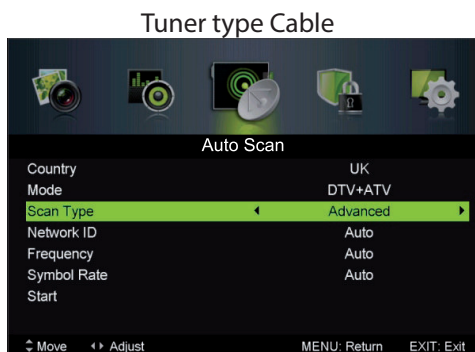 Tuner type Cable
Auto Scan
Country UK
Mode DTV+ATV
Scan Type Advanced
Network ID Auto
Frequency Auto
Symbol Rate Auto
Start
Move Adjust MENU: Return EXIT: Exit